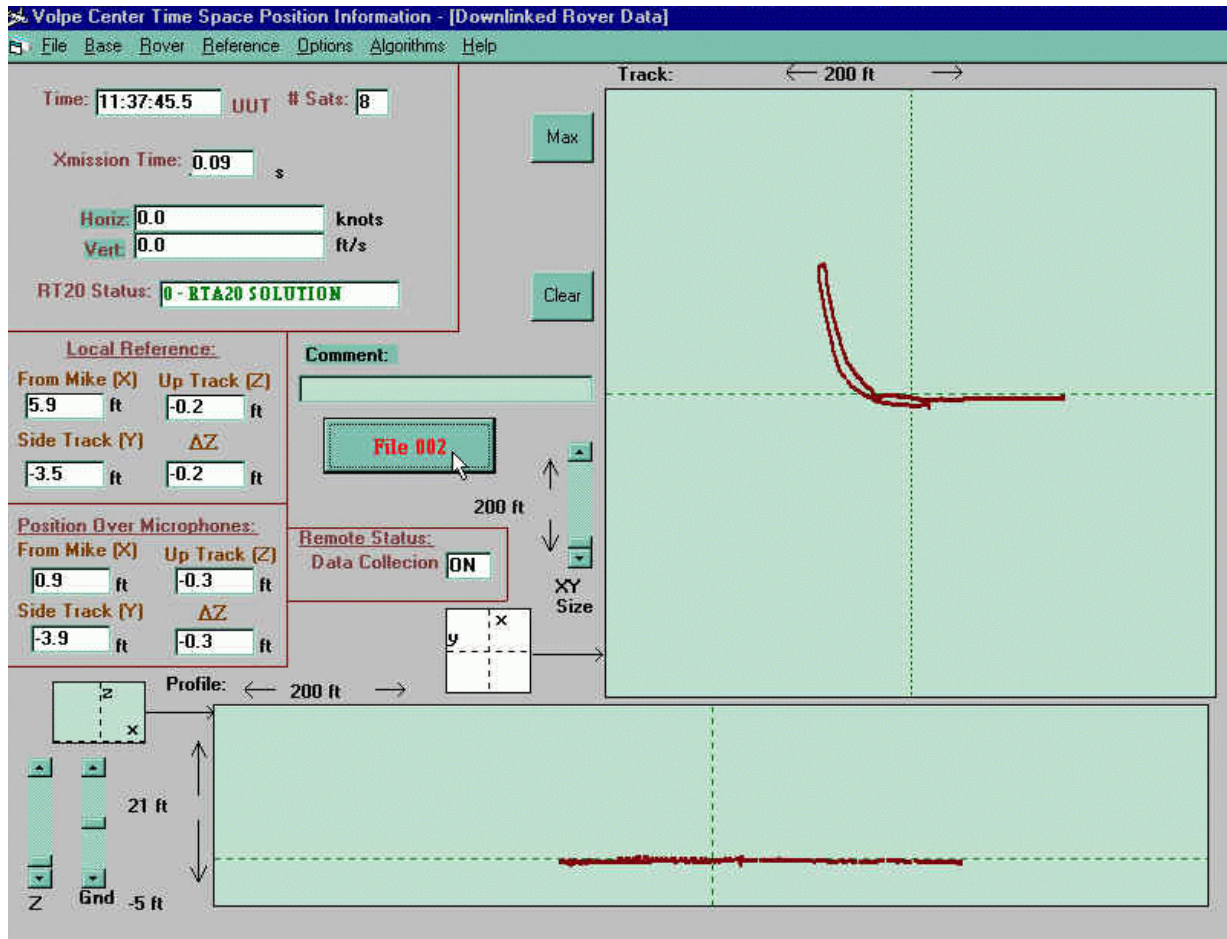 Volpe Center Time Space Position Information - [Downlinked Rover Data]
File Base Rover Reference Options Algorithms Help
Time: 11:37:45.5 UUT # Sats: 8
Xmission Time: 0.09 s
Horiz: 0.0 knots
Vert: 0.0 ft/s
RT20 Status: 0 - RTA20 SOLUTION
Max
Clear
Track: 200 ft
Local Reference:
From Mike (X) Up Track (Z)
5.9 ft -0.2 ft
Side Track (Y) ΔZ
-3.5 ft -0.2 ft
Comment:
File 002
200 ft
XY
Size
Position Over Microphones:
From Mike (X) Up Track (Z)
0.9 ft -0.3 ft
Side Track (Y) ΔZ
-3.9 ft -0.3 ft
Remote Status:
Data Collecion ON
y x
Profile: 200 ft
z
x
21 ft
Z Gnd -5 ft